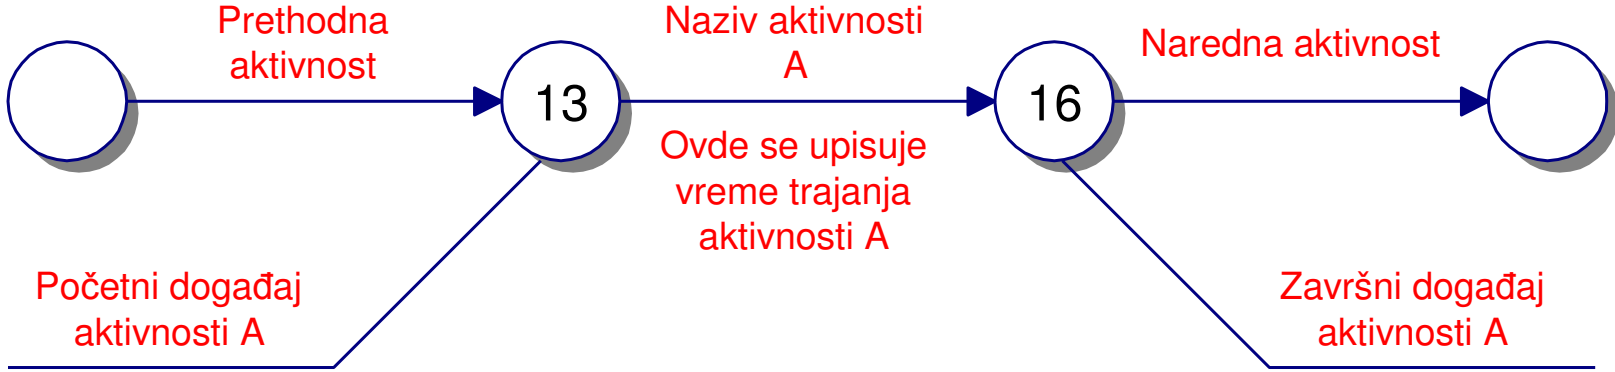 Prethodna
aktivnost
Naziv aktivnosti
A
Naredna aktivnost
13
16
Ovde se upisuje
vreme trajanja
aktivnosti A
Početni događaj
aktivnosti A
Završni događaj
aktivnosti A